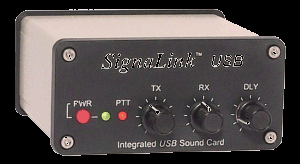 SignaLink™ USB
TX RX DLY
PWR PTT
Integrated USB Sound Card